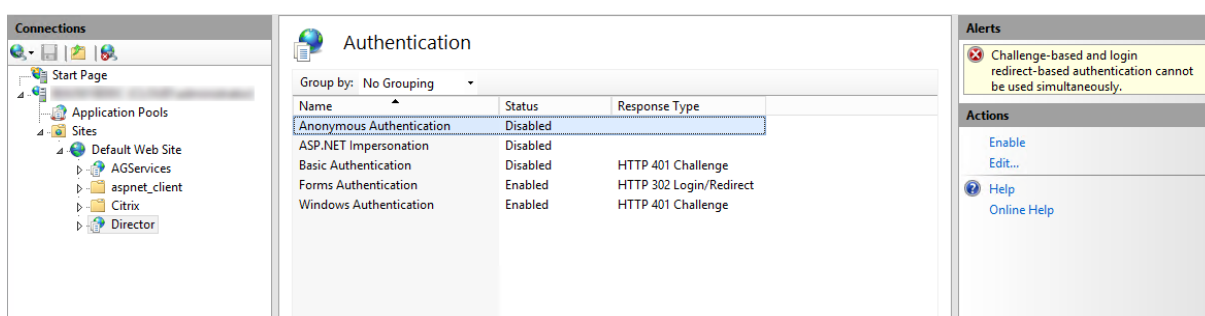 Connections
Start Page
Application Pools
Sites
Default Web Site
AGServices
aspnet_client
Citrix
Director
Authentication
Group by: No Grouping
Name Status Response Type
Anonymous Authentication Disabled
ASP.NET Impersonation Disabled
Basic Authentication Disabled HTTP 401 Challenge
Forms Authentication Enabled HTTP 302 Login/Redirect
Windows Authentication Enabled HTTP 401 Challenge
Alerts
Challenge-based and login
redirect-based authentication cannot
be used simultaneously.
Actions
Enable
Edit...
Help
Online Help